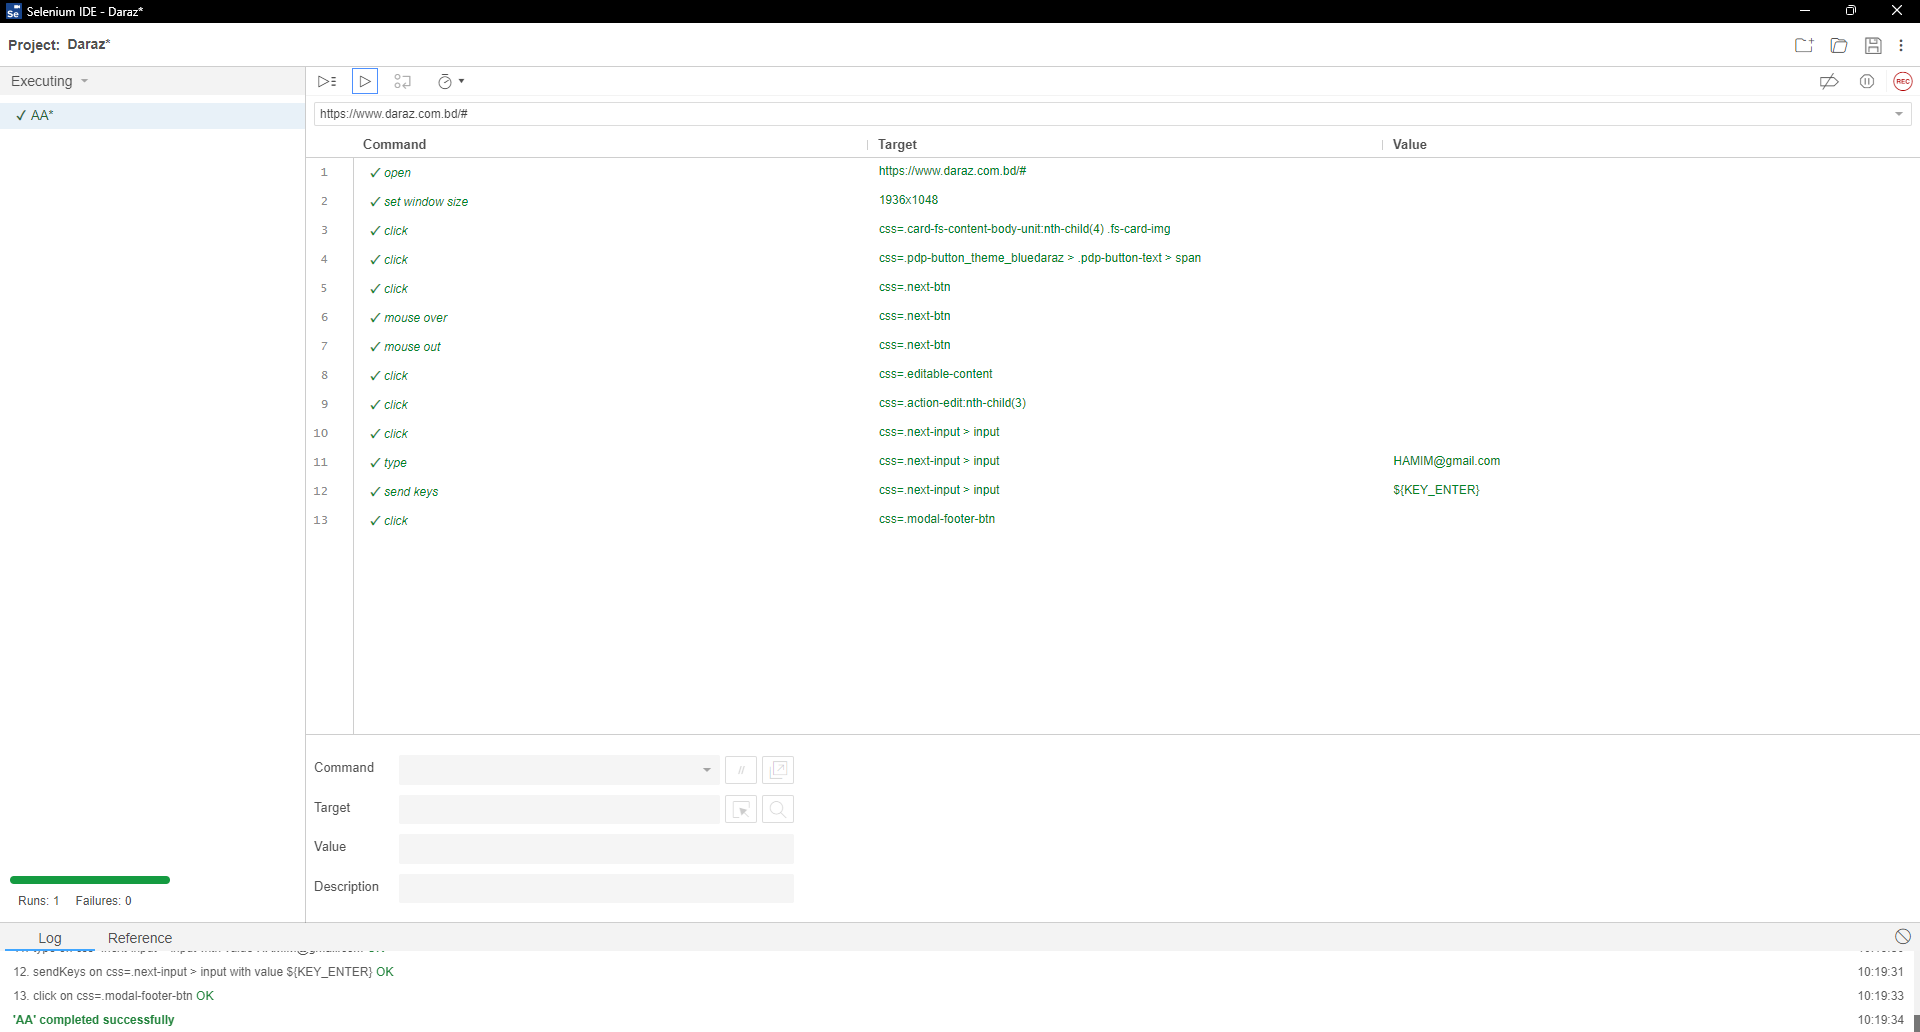 Selenium IDE - Daraz*
Project: Daraz*
Executing
✓ AA*
REC
https://www.daraz.com.bd/#
Command Target Value
1 ✓ open https://www.daraz.com.bd/#
2 ✓ set window size 1936x1048
3 ✓ click css=.card-fs-content-body-unit:nth-child(4) .fs-card-img
4 ✓ click css=.pdp-button_theme_bluedaraz > .pdp-button-text > span
5 ✓ click css=.next-btn
6 ✓ mouse over css=.next-btn
7 ✓ mouse out css=.next-btn
8 ✓ click css=.editable-content
9 ✓ click css=.action-edit:nth-child(3)
10 ✓ click css=.next-input > input
11 ✓ type css=.next-input > input HAMIM@gmail.com
12 ✓ send keys css=.next-input > input ${KEY_ENTER}
13 ✓ click css=.modal-footer-btn
Command //
Target
Value
Description
Runs: 1 Failures: 0
Log Reference
12. sendKeys on css=.next-input > input with value ${KEY_ENTER} OK 10:19:31
13. click on css=.modal-footer-btn OK 10:19:33
'AA' completed successfully 10:19:34